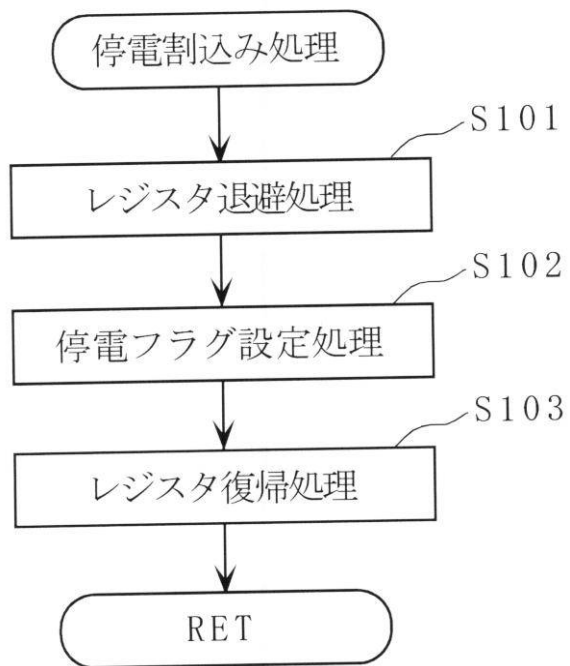 停電割込み処理
S101
レジスタ退避処理
S102
停電フラグ設定処理
S103
レジスタ復帰処理
RET